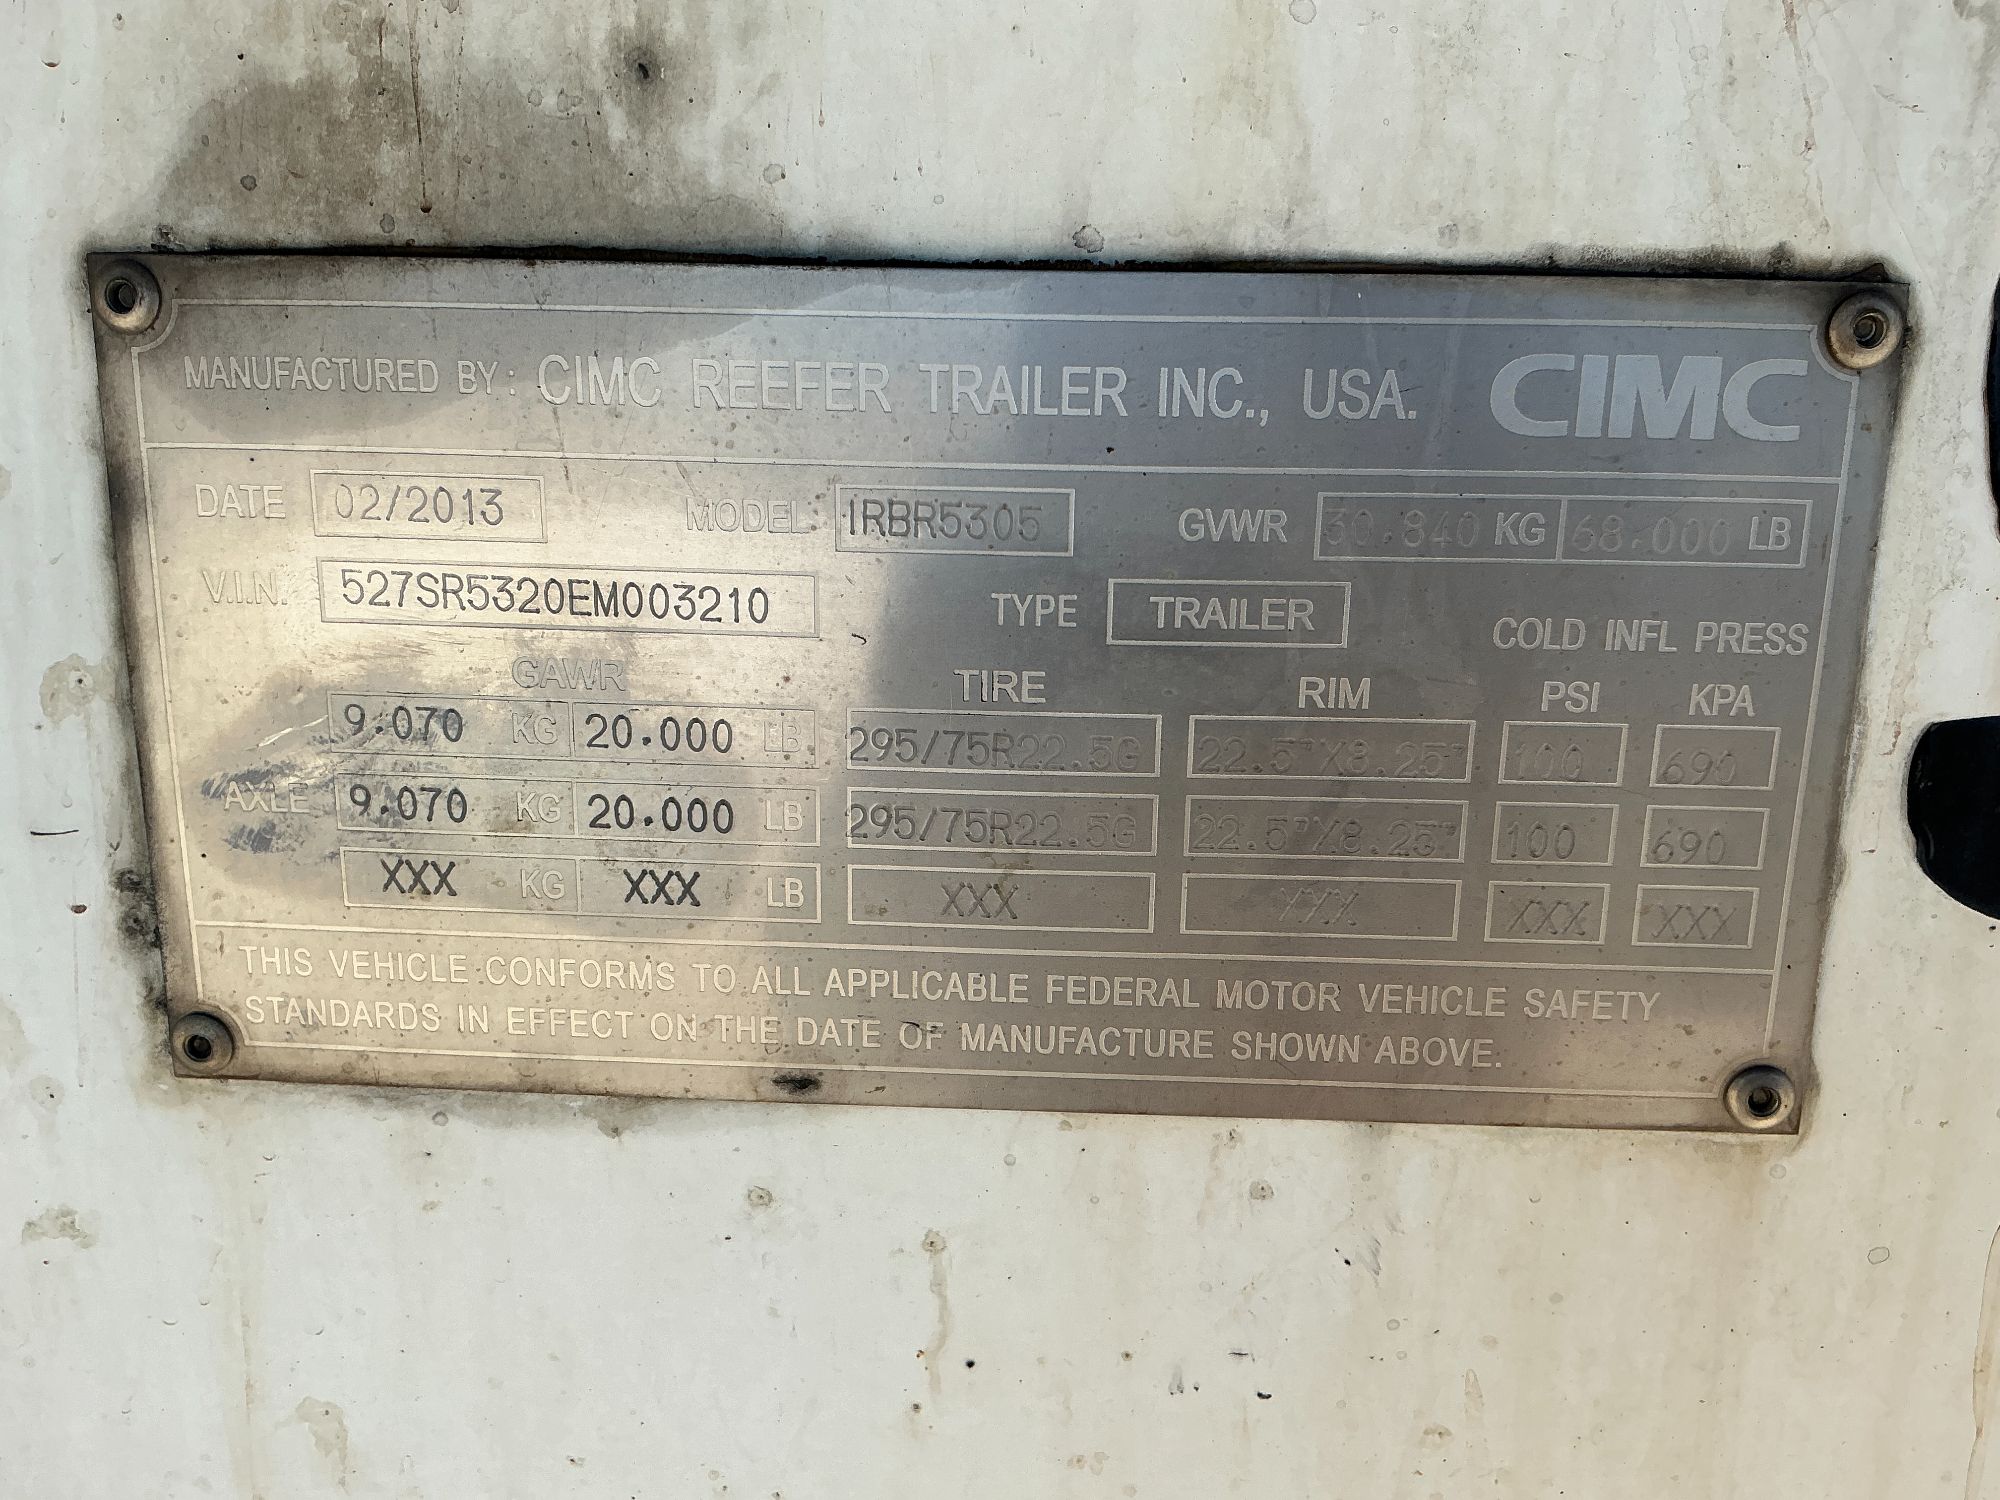 MANUFACTURED BY: CIMC REEFER TRAILER INC., USA. CIMC
DATE 02/2013 MODEL 1RBR5305 GVWR 30.840 KG 68.000 LB
V.I.N. 527SR5320EM003210 TYPE TRAILER COLD INFL PRESS
GAWR TIRE RIM PSI KPA
9.070 KG 20.000 LB 295/75R22.5G 22.5"X8.25" 100 690
AXLE 9.070 KG 20.000 LB 295/75R22.5G 22.5"X8.25" 100 690
XXX KG XXX LB XXX XXX XXX XXX
THIS VEHICLE CONFORMS TO ALL APPLICABLE FEDERAL MOTOR VEHICLE SAFETY
STANDARDS IN EFFECT ON THE DATE OF MANUFACTURE SHOWN ABOVE.